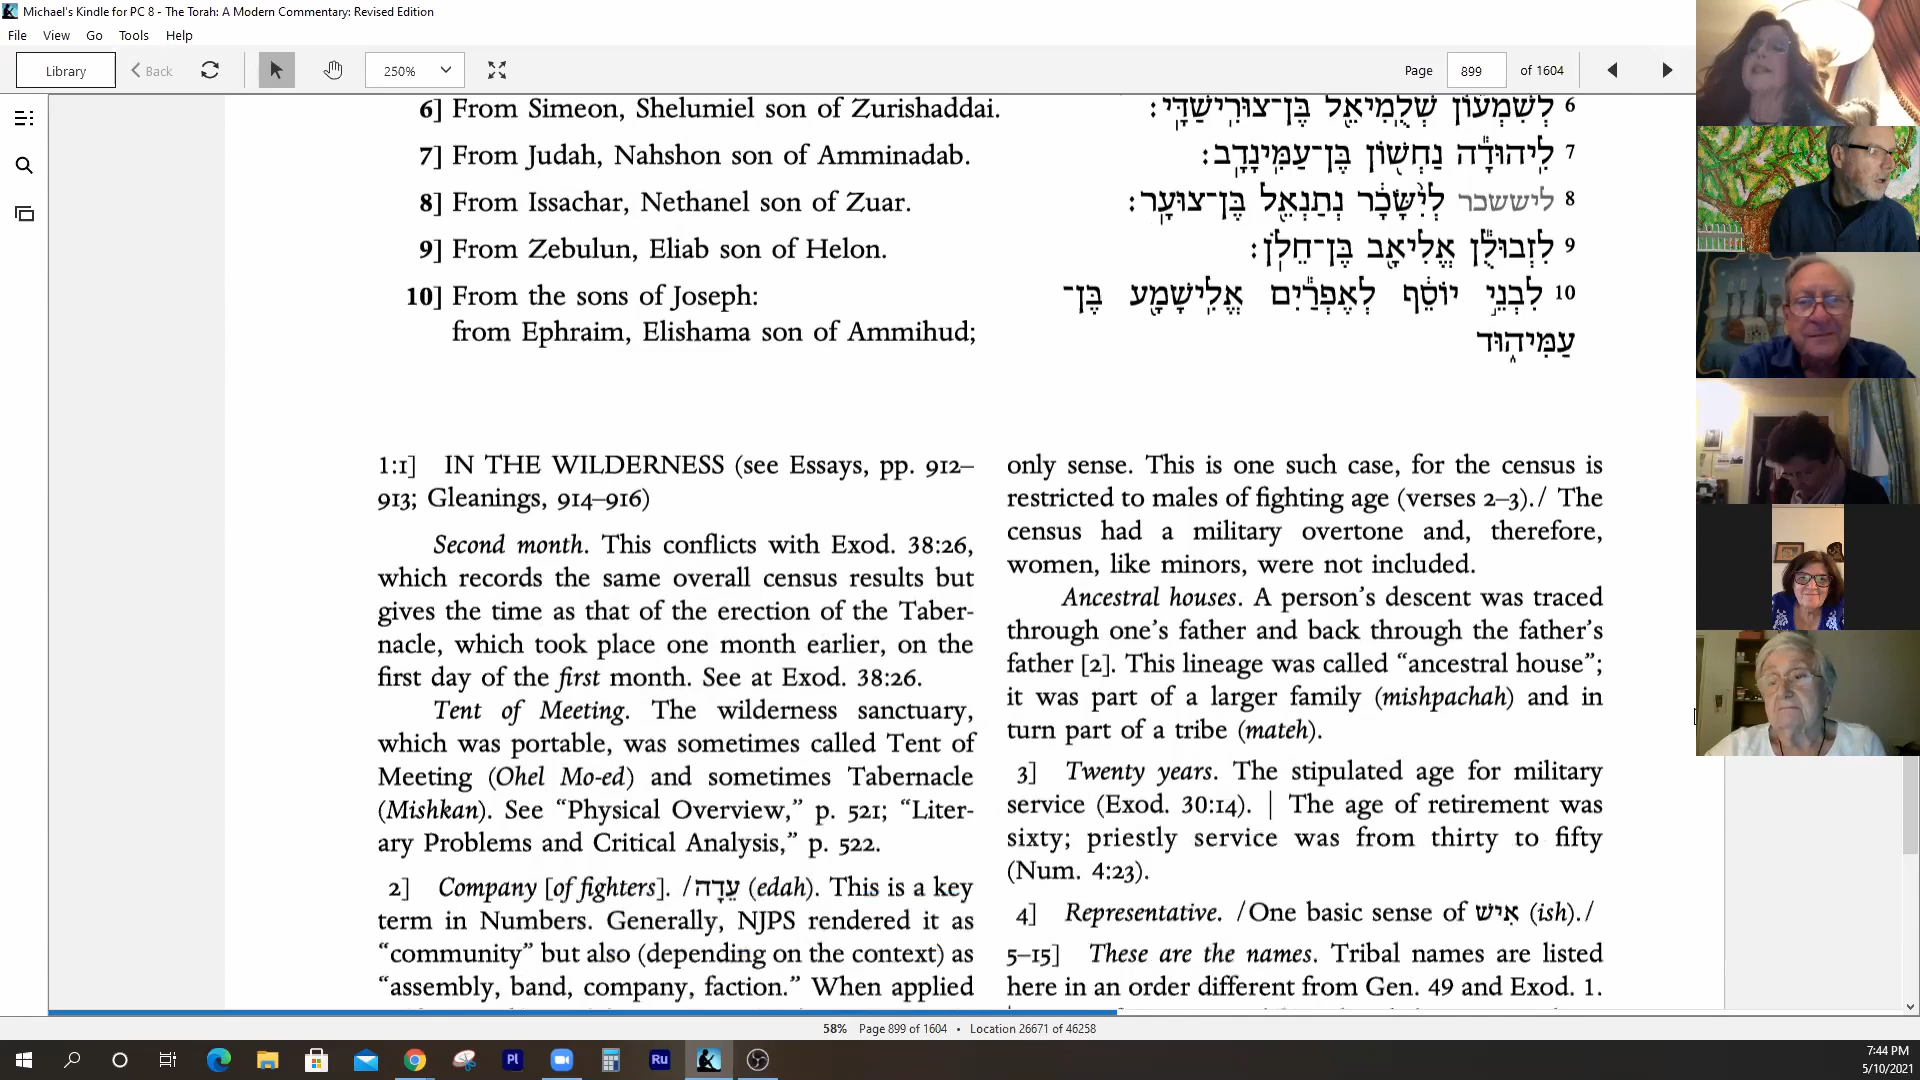 Michael's Kindle for PC 8 - The Torah: A Modern Commentary: Revised Edition
File View Go Tools Help
Library Back 250% Page 899 of 1604
6] From Simeon, Shelumiel son of Zurishaddai.
7] From Judah, Nahshon son of Amminadab.
8] From Issachar, Nethanel son of Zuar.
9] From Zebulun, Eliab son of Helon.
10] From the sons of Joseph:
from Ephraim, Elishama son of Ammihud;
6 לְשִׁמְע֕וֹן שְׁלֻמִיאֵ֖ל בֶּן־צוּרִֽישַׁדָּֽי׃
7 לִֽיהוּדָ֕ה נַחְשׁ֖וֹן בֶּן־עַמִּֽינָדָֽב׃
8 ליששכר לְיִ֨שָּׂכָ֔ר נְתַנְאֵ֖ל בֶּן־צוּעָֽר׃
9 לִזְבוּלֻ֕ן אֱלִיאָ֖ב בֶּן־חֵלֹֽן׃
10 לִבְנֵ֣י יוֹסֵ֔ף לְאֶפְרַ֕יִם אֱלִֽישָׁמָ֖ע בֶּן־
עַמִּיה֑וּד
1:1] IN THE WILDERNESS (see Essays, pp. 912–
913; Gleanings, 914–916)
Second month. This conflicts with Exod. 38:26,
which records the same overall census results but
gives the time as that of the erection of the Taber-
nacle, which took place one month earlier, on the
first day of the first month. See at Exod. 38:26.
Tent of Meeting. The wilderness sanctuary,
which was portable, was sometimes called Tent of
Meeting (Ohel Mo-ed) and sometimes Tabernacle
(Mishkan). See “Physical Overview,” p. 521; “Liter-
ary Problems and Critical Analysis,” p. 522.
2] Company [of fighters]. /עֵדָה (edah). This is a key
term in Numbers. Generally, NJPS rendered it as
“community” but also (depending on the context) as
“assembly, band, company, faction.” When applied
only sense. This is one such case, for the census is
restricted to males of fighting age (verses 2–3)./ The
census had a military overtone and, therefore,
women, like minors, were not included.
Ancestral houses. A person’s descent was traced
through one’s father and back through the father’s
father [2]. This lineage was called “ancestral house”;
it was part of a larger family (mishpachah) and in
turn part of a tribe (mateh).
3] Twenty years. The stipulated age for military
service (Exod. 30:14). | The age of retirement was
sixty; priestly service was from thirty to fifty
(Num. 4:23).
4] Representative. /One basic sense of אִישׁ (ish)./
5–15] These are the names. Tribal names are listed
here in an order different from Gen. 49 and Exod. 1.
58% Page 899 of 1604 • Location 26671 of 46258
Pl Ru
7:44 PM
5/10/2021